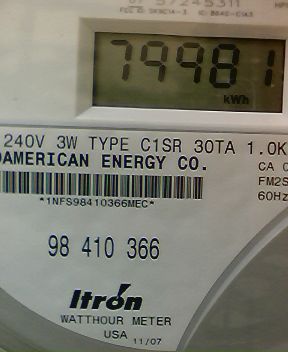 57245311
79981
kWh
240V 3W TYPE C1SR 30TA 1.0K
AMERICAN ENERGY CO.
CA
FM2S
60Hz
*1NFS98410366MEC*
98 410 366
Itron
WATTHOUR METER
USA 11/07